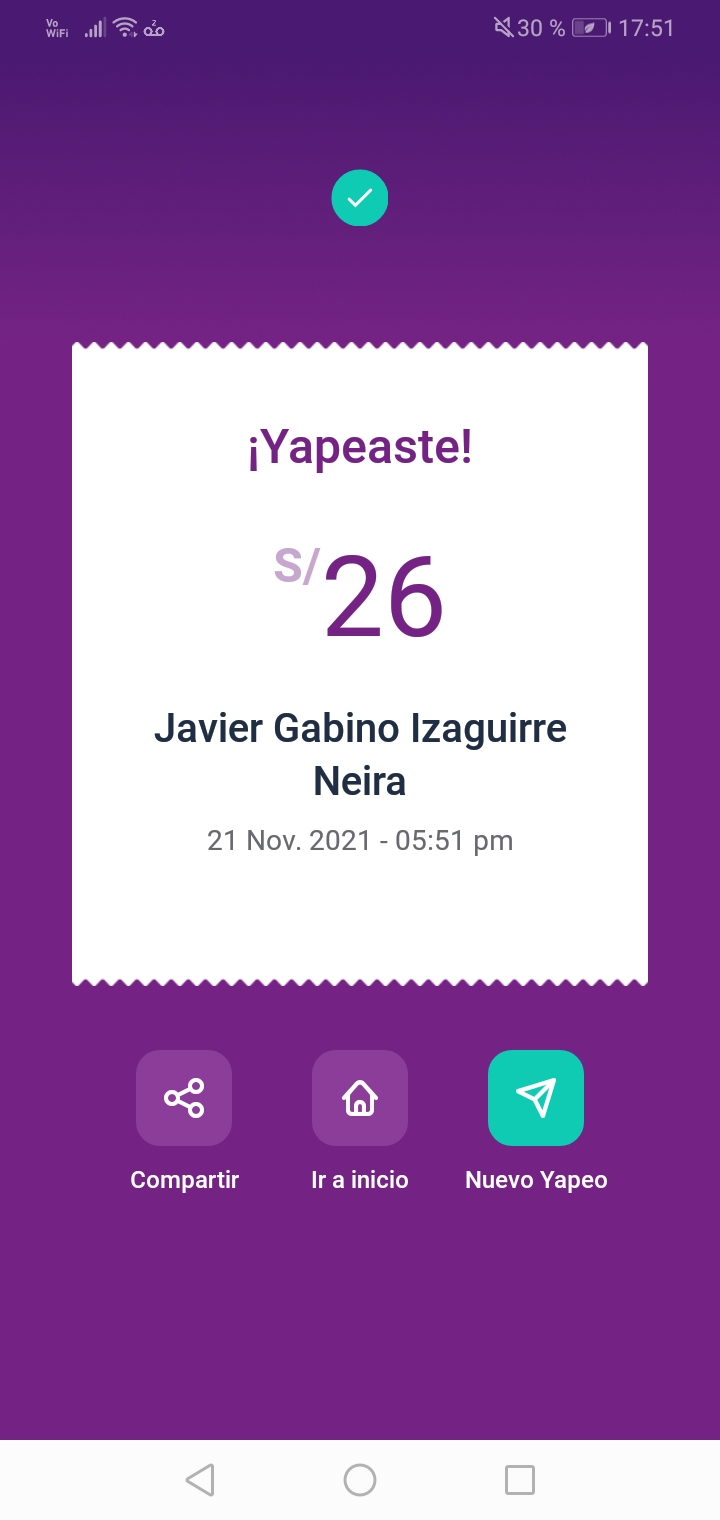 Vo
WiFi
z
30 % 17:51
¡Yapeaste!
S/26
Javier Gabino Izaguirre
Neira
21 Nov. 2021 - 05:51 pm
Compartir Ir a inicio Nuevo Yapeo